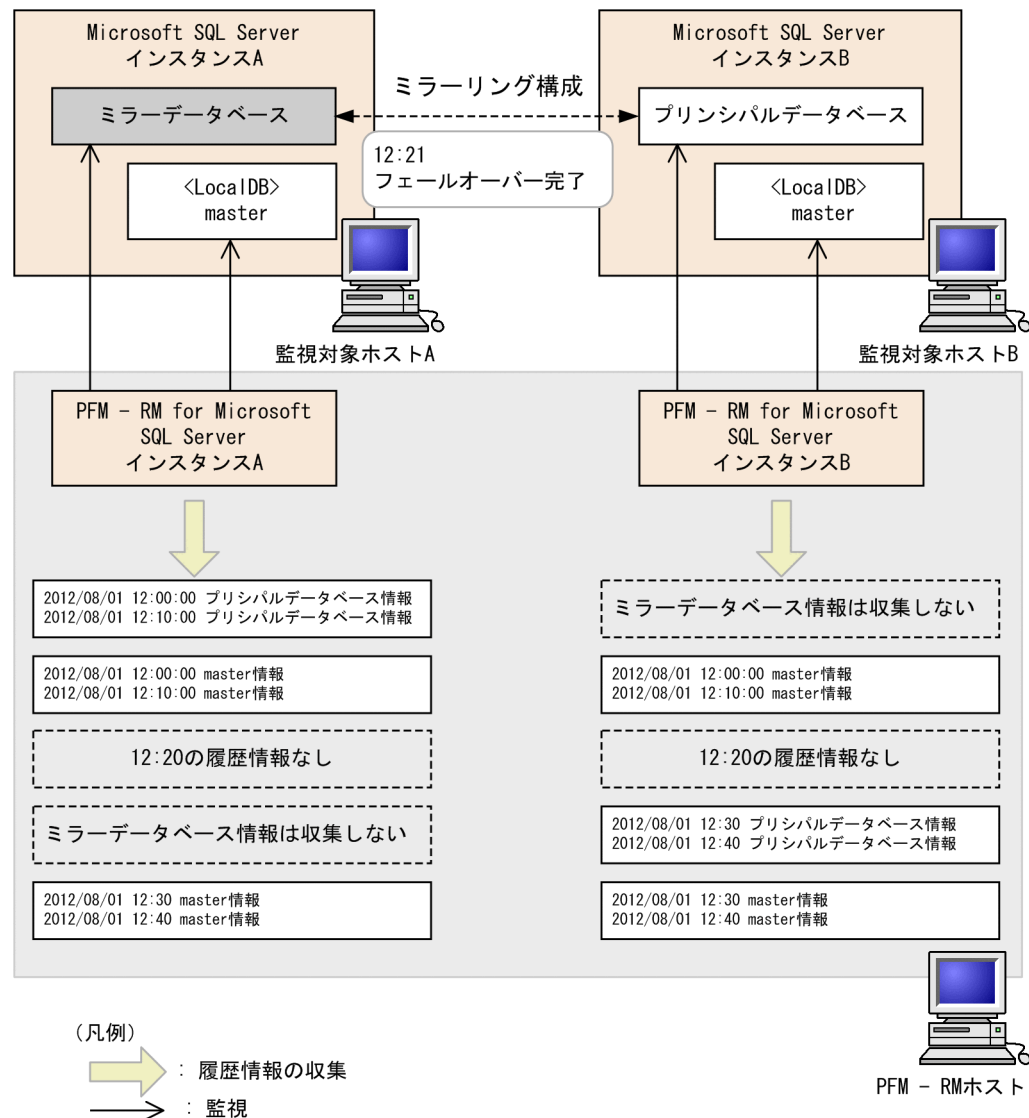 Microsoft SQL Server
インスタンスA
ミラーデータベース
<LocalDB>
master
ミラーリング構成
12:21
フェールオーバー完了
Microsoft SQL Server
インスタンスB
プリンシパルデータベース
<LocalDB>
master
監視対象ホストA
監視対象ホストB
PFM - RM for Microsoft
SQL Server
インスタンスA
PFM - RM for Microsoft
SQL Server
インスタンスB
2012/08/01 12:00:00 プリシパルデータベース情報
2012/08/01 12:10:00 プリシパルデータベース情報
2012/08/01 12:00:00 master情報
2012/08/01 12:10:00 master情報
12:20の履歴情報なし
ミラーデータベース情報は収集しない
2012/08/01 12:30 master情報
2012/08/01 12:40 master情報
ミラーデータベース情報は収集しない
2012/08/01 12:00:00 master情報
2012/08/01 12:10:00 master情報
12:20の履歴情報なし
2012/08/01 12:30 プリシパルデータベース情報
2012/08/01 12:40 プリシパルデータベース情報
2012/08/01 12:30 master情報
2012/08/01 12:40 master情報
PFM - RMホスト
(凡例)
: 履歴情報の収集
: 監視